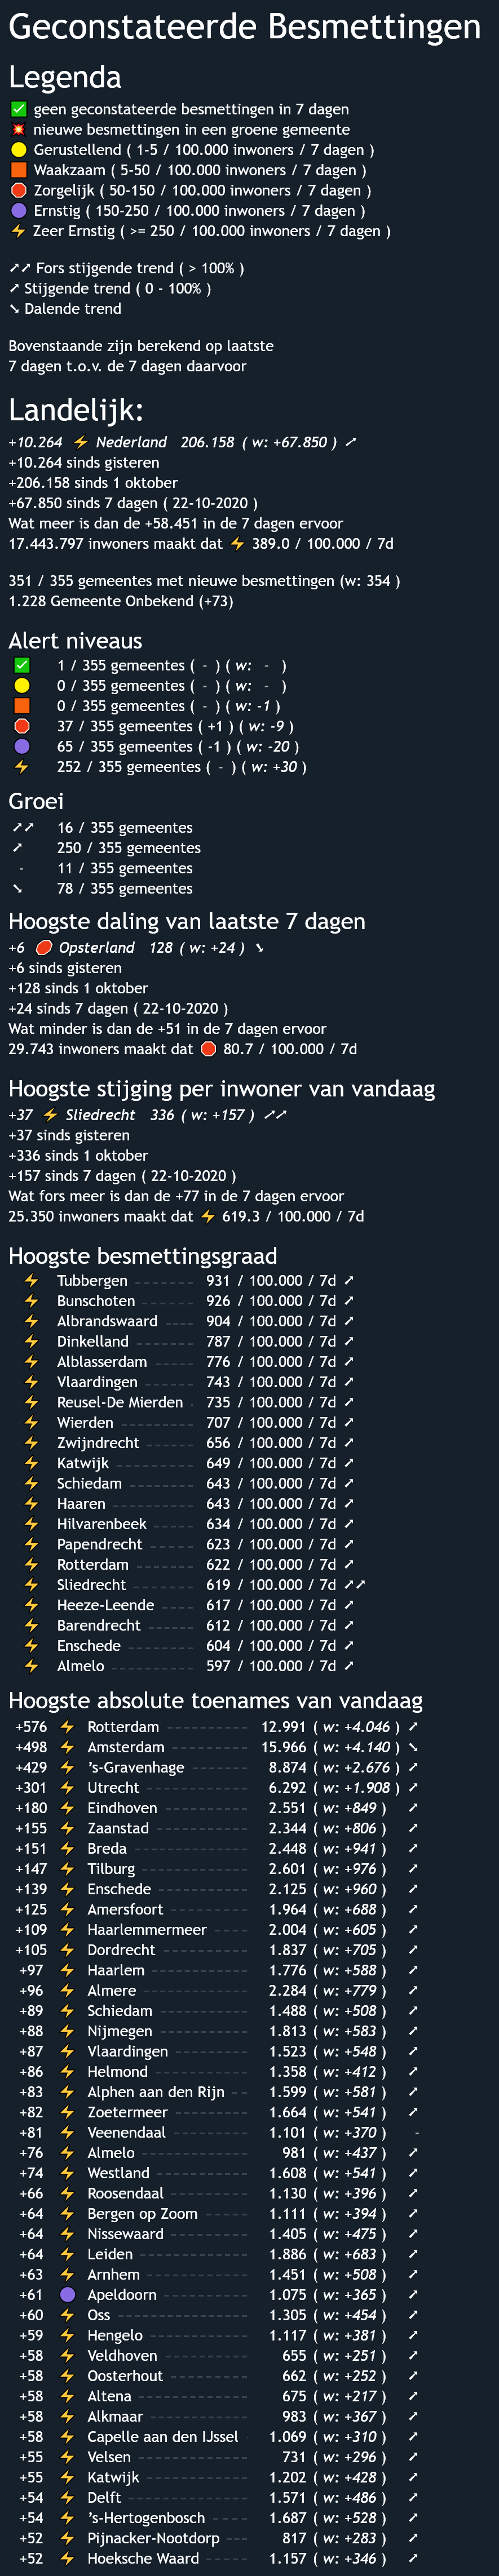 Geconstateerde Besmettingen
Legenda
✅ geen geconstateerde besmettingen in 7 dagen
💥 nieuwe besmettingen in een groene gemeente
🟡 Gerustellend ( 1-5 / 100.000 inwoners / 7 dagen )
🟧 Waakzaam ( 5-50 / 100.000 inwoners / 7 dagen )
🛑 Zorgelijk ( 50-150 / 100.000 inwoners / 7 dagen )
🟣 Ernstig ( 150-250 / 100.000 inwoners / 7 dagen )
⚡ Zeer Ernstig ( >= 250 / 100.000 inwoners / 7 dagen )
➚➚ Fors stijgende trend ( > 100% )
➚ Stijgende trend ( 0 - 100% )
➘ Dalende trend
Bovenstaande zijn berekend op laatste
7 dagen t.o.v. de 7 dagen daarvoor
Landelijk:
+10.264 ⚡ Nederland 206.158 ( w: +67.850 ) ➚
+10.264 sinds gisteren
+206.158 sinds 1 oktober
+67.850 sinds 7 dagen ( 22-10-2020 )
Wat meer is dan de +58.451 in de 7 dagen ervoor
17.443.797 inwoners maakt dat ⚡ 389.0 / 100.000 / 7d
351 / 355 gemeentes met nieuwe besmettingen (w: 354 )
1.228 Gemeente Onbekend (+73)
Alert niveaus
✅ 1 / 355 gemeentes ( - ) ( w: - )
🟡 0 / 355 gemeentes ( - ) ( w: - )
🟧 0 / 355 gemeentes ( - ) ( w: -1 )
🛑 37 / 355 gemeentes ( +1 ) ( w: -9 )
🟣 65 / 355 gemeentes ( -1 ) ( w: -20 )
⚡ 252 / 355 gemeentes ( - ) ( w: +30 )
Groei
➚➚ 16 / 355 gemeentes
➚ 250 / 355 gemeentes
- 11 / 355 gemeentes
➘ 78 / 355 gemeentes
Hoogste daling van laatste 7 dagen
+6 🛑 Opsterland 128 ( w: +24 ) ➘
+6 sinds gisteren
+128 sinds 1 oktober
+24 sinds 7 dagen ( 22-10-2020 )
Wat minder is dan de +51 in de 7 dagen ervoor
29.743 inwoners maakt dat 🛑 80.7 / 100.000 / 7d
Hoogste stijging per inwoner van vandaag
+37 ⚡ Sliedrecht 336 ( w: +157 ) ➚➚
+37 sinds gisteren
+336 sinds 1 oktober
+157 sinds 7 dagen ( 22-10-2020 )
Wat fors meer is dan de +77 in de 7 dagen ervoor
25.350 inwoners maakt dat ⚡ 619.3 / 100.000 / 7d
Hoogste besmettingsgraad
⚡ Tubbergen ------- 931 / 100.000 / 7d ➚
⚡ Bunschoten ------ 926 / 100.000 / 7d ➚
⚡ Albrandswaard ---- 904 / 100.000 / 7d ➚
⚡ Dinkelland ------- 787 / 100.000 / 7d ➚
⚡ Alblasserdam ----- 776 / 100.000 / 7d ➚
⚡ Vlaardingen ------ 743 / 100.000 / 7d ➚
⚡ Reusel-De Mierden 735 / 100.000 / 7d ➚
⚡ Wierden --------- 707 / 100.000 / 7d ➚
⚡ Zwijndrecht ------ 656 / 100.000 / 7d ➚
⚡ Katwijk --------- 649 / 100.000 / 7d ➚
⚡ Schiedam -------- 643 / 100.000 / 7d ➚
⚡ Haaren ---------- 643 / 100.000 / 7d ➚
⚡ Hilvarenbeek ----- 634 / 100.000 / 7d ➚
⚡ Papendrecht ----- 623 / 100.000 / 7d ➚
⚡ Rotterdam ------- 622 / 100.000 / 7d ➚
⚡ Sliedrecht -------- 619 / 100.000 / 7d ➚➚
⚡ Heeze-Leende ---- 617 / 100.000 / 7d ➚
⚡ Barendrecht ------ 612 / 100.000 / 7d ➚
⚡ Enschede -------- 604 / 100.000 / 7d ➚
⚡ Almelo ---------- 597 / 100.000 / 7d ➚
Hoogste absolute toenames van vandaag
+576 ⚡ Rotterdam ---------- 12.991 ( w: +4.046 ) ➚
+498 ⚡ Amsterdam ---------- 15.966 ( w: +4.140 ) ➘
+429 ⚡ 's-Gravenhage -------- 8.874 ( w: +2.676 ) ➚
+301 ⚡ Utrecht ------------ 6.292 ( w: +1.908 ) ➚
+180 ⚡ Eindhoven ---------- 2.551 ( w: +849 ) ➚
+155 ⚡ Zaanstad ----------- 2.344 ( w: +806 ) ➚
+151 ⚡ Breda ------------- 2.448 ( w: +941 ) ➚
+147 ⚡ Tilburg ------------ 2.601 ( w: +976 ) ➚
+139 ⚡ Enschede ----------- 2.125 ( w: +960 ) ➚
+125 ⚡ Amersfoort --------- 1.964 ( w: +688 ) ➚
+109 ⚡ Haarlemmermeer ----- 2.004 ( w: +605 ) ➚
+105 ⚡ Dordrecht ---------- 1.837 ( w: +705 ) ➚
+97 ⚡ Haarlem ------------ 1.776 ( w: +588 ) ➚
+96 ⚡ Almere ------------- 2.284 ( w: +779 ) ➚
+89 ⚡ Schiedam ----------- 1.488 ( w: +508 ) ➚
+88 ⚡ Nijmegen ----------- 1.813 ( w: +583 ) ➚
+87 ⚡ Vlaardingen --------- 1.523 ( w: +548 ) ➚
+86 ⚡ Helmond ------------ 1.358 ( w: +412 ) ➚
+83 ⚡ Alphen aan den Rijn -- 1.599 ( w: +581 ) ➚
+82 ⚡ Zoetermeer --------- 1.664 ( w: +541 ) ➚
+81 ⚡ Veenendaal --------- 1.101 ( w: +370 ) -
+76 ⚡ Almelo ------------- 981 ( w: +437 ) ➚
+74 ⚡ Westland ----------- 1.608 ( w: +541 ) ➚
+66 ⚡ Roosendaal --------- 1.130 ( w: +396 ) ➚
+64 ⚡ Bergen op Zoom ------ 1.111 ( w: +394 ) ➚
+64 ⚡ Nissewaard ---------- 1.405 ( w: +475 ) ➚
+64 ⚡ Leiden ------------- 1.886 ( w: +683 ) ➚
+63 ⚡ Arnhem ------------ 1.451 ( w: +508 ) ➚
+61 🟣 Apeldoorn ---------- 1.075 ( w: +365 ) ➚
+60 ⚡ Oss --------------- 1.305 ( w: +454 ) ➚
+59 ⚡ Hengelo ------------ 1.117 ( w: +381 ) ➚
+58 ⚡ Veldhoven ---------- 655 ( w: +251 ) ➚
+58 ⚡ Oosterhout --------- 662 ( w: +252 ) ➚
+58 ⚡ Altena ------------- 675 ( w: +217 ) ➚
+58 ⚡ Alkmaar ------------ 983 ( w: +367 ) ➚
+58 ⚡ Capelle aan den IJssel 1.069 ( w: +310 ) ➚
+55 ⚡ Velsen ------------- 731 ( w: +296 ) ➚
+55 ⚡ Katwijk ------------ 1.202 ( w: +428 ) ➚
+54 ⚡ Delft -------------- 1.571 ( w: +486 ) ➚
+54 ⚡ 's-Hertogenbosch ----- 1.687 ( w: +528 ) ➚
+52 ⚡ Pijnacker-Nootdorp --- 817 ( w: +283 ) ➚
+52 ⚡ Hoeksche Waard ------ 1.157 ( w: +346 ) ➚